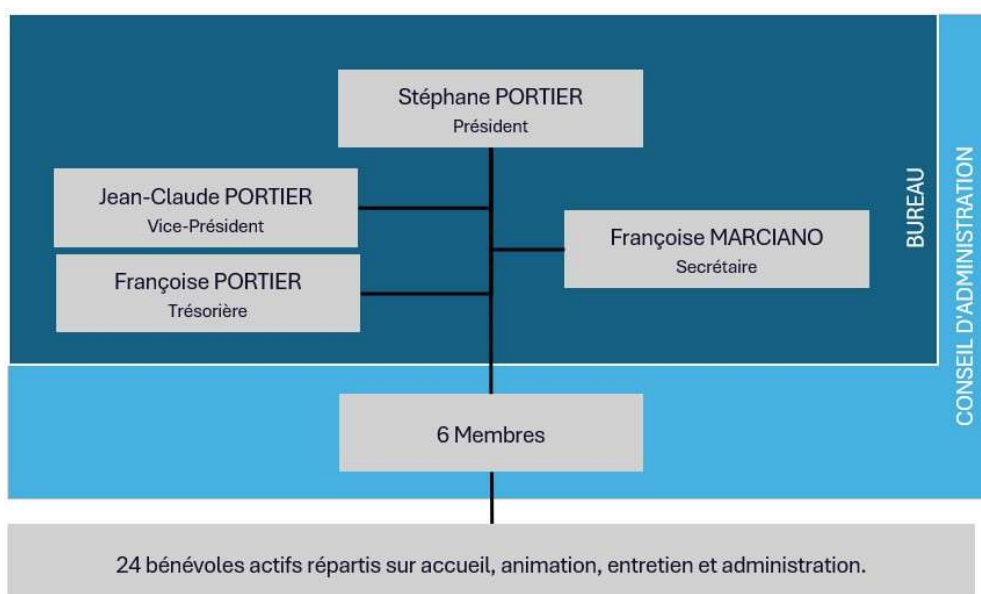 Stéphane PORTIER
Président
Jean-Claude PORTIER
Vice-Président
Françoise MARCIANO
Secrétaire
Françoise PORTIER
Trésorière
BUREAU
CONSEIL D'ADMINISTRATION
6 Membres
24 bénévoles actifs répartis sur accueil, animation, entretien et administration.